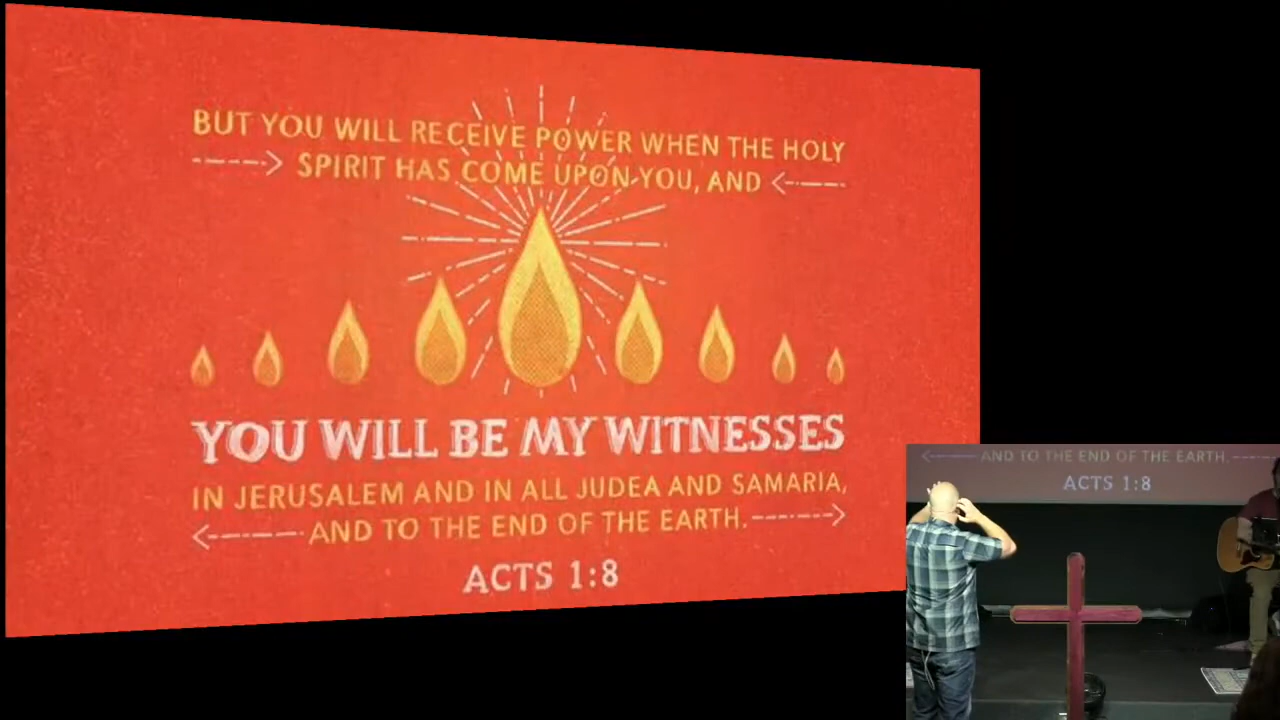 BUT YOU WILL RECEIVE POWER WHEN THE HOLY
SPIRIT HAS COME UPON YOU, AND
YOU WILL BE MY WITNESSES
IN JERUSALEM AND IN ALL JUDEA AND SAMARIA,
AND TO THE END OF THE EARTH.
ACTS 1:8
AND TO THE END OF THE EARTH.
ACTS 1:8